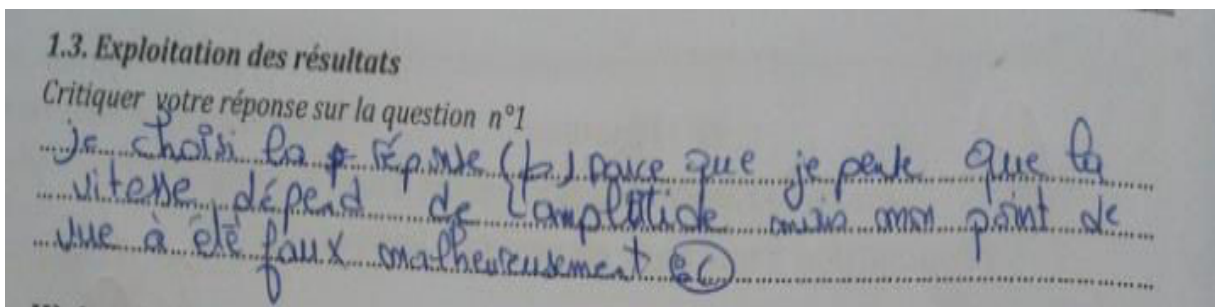 1.3. Exploitation des résultats
Critiquer votre réponse sur la question n°1
je choisi la réponse (b) parce que je pense que la
vitesse dépend de l'amplitide mais mon point de
vue à été faux malheureusement